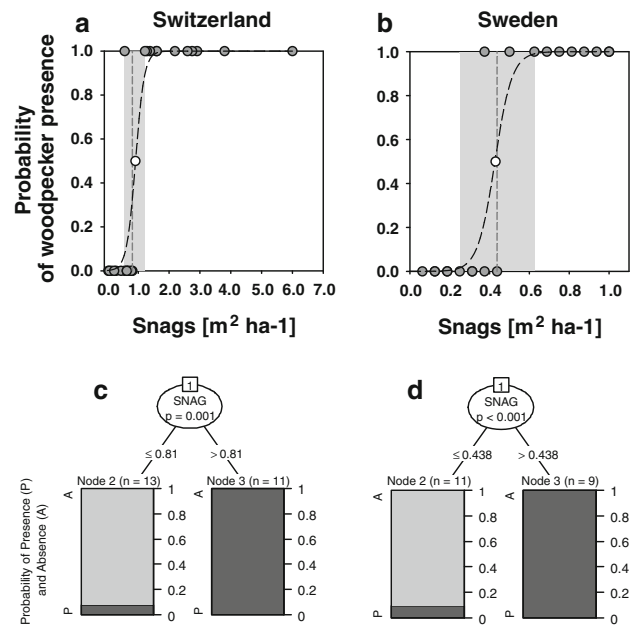 a
Switzerland
b
Sweden
Probability
of woodpecker presence
1.0
0.8
0.6
0.4
0.2
0.0
0.0 1.0 2.0 3.0 4.0 5.0 6.0 7.0
Snags [m² ha-1]
1.0
0.8
0.6
0.4
0.2
0.0
0.0 0.2 0.4 0.6 0.8 1.0
Snags [m² ha-1]
c
1
SNAG
p = 0.001
≤ 0.81
> 0.81
Node 2 (n = 13)
Node 3 (n = 11)
Probability of Presence (P)
and Absence (A)
A
P
1
0.8
0.6
0.4
0.2
0
A
P
1
0.8
0.6
0.4
0.2
0
d
1
SNAG
p < 0.001
≤ 0.438
> 0.438
Node 2 (n = 11)
Node 3 (n = 9)
A
P
1
0.8
0.6
0.4
0.2
0
A
P
1
0.8
0.6
0.4
0.2
0